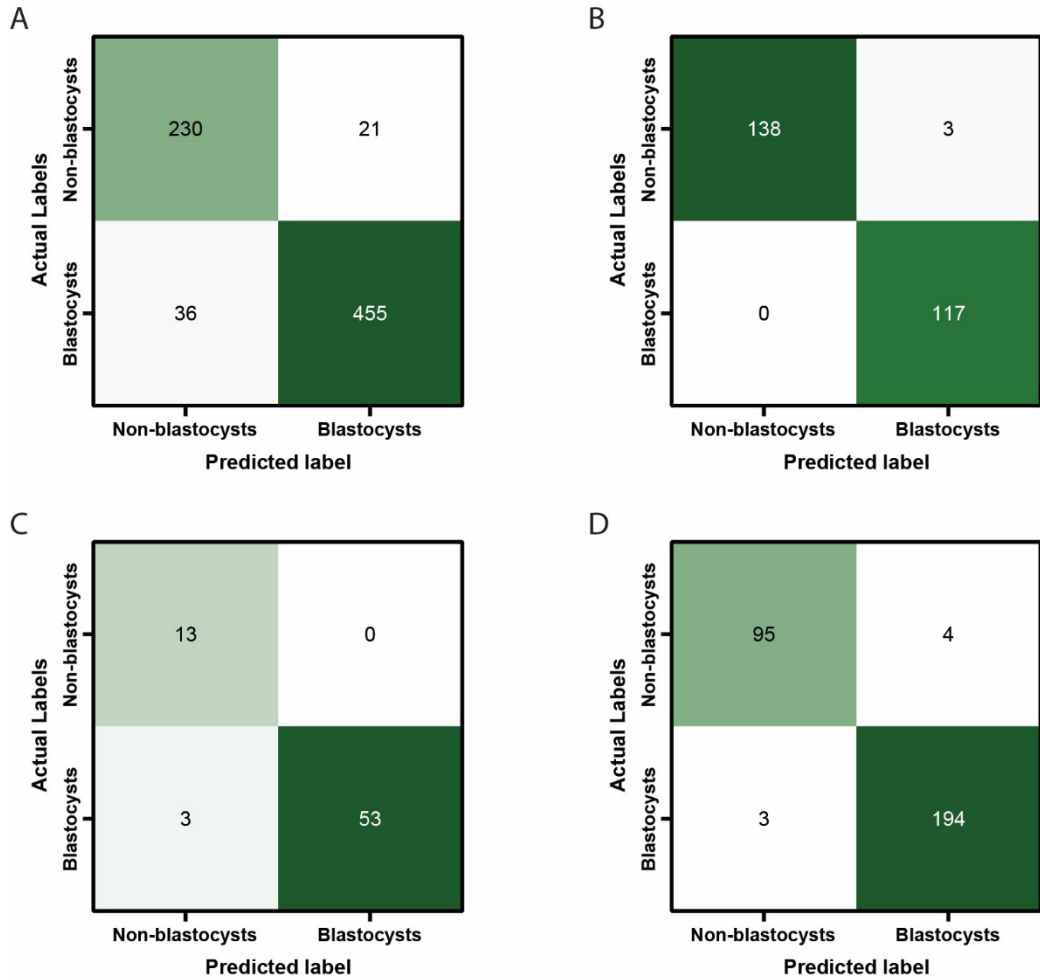 A
Actual Labels
Non-blastocysts
Blastocysts
230
21
36
455
Non-blastocysts
Blastocysts
Predicted label
B
Actual Labels
Non-blastocysts
Blastocysts
138
3
0
117
Non-blastocysts
Blastocysts
Predicted label
C
Actual Labels
Non-blastocysts
Blastocysts
13
0
3
53
Non-blastocysts
Blastocysts
Predicted label
D
Actual Labels
Non-blastocysts
Blastocysts
95
4
3
194
Non-blastocysts
Blastocysts
Predicted label